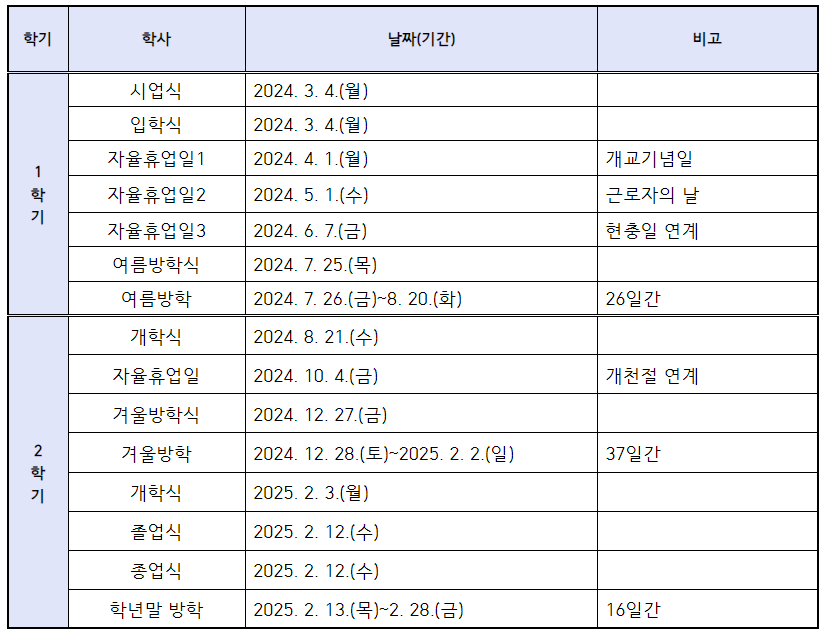 학기 학사 날짜(기간) 비고
1
학
기
시업식 2024. 3. 4.(월)
입학식 2024. 3. 4.(월)
자율휴업일1 2024. 4. 1.(월) 개교기념일
자율휴업일2 2024. 5. 1.(수) 근로자의 날
자율휴업일3 2024. 6. 7.(금) 현충일 연계
여름방학식 2024. 7. 25.(목)
여름방학 2024. 7. 26.(금)~8. 20.(화) 26일간
2
학
기
개학식 2024. 8. 21.(수)
자율휴업일 2024. 10. 4.(금) 개천절 연계
겨울방학식 2024. 12. 27.(금)
겨울방학 2024. 12. 28.(토)~2025. 2. 2.(일) 37일간
개학식 2025. 2. 3.(월)
졸업식 2025. 2. 12.(수)
종업식 2025. 2. 12.(수)
학년말 방학 2025. 2. 13.(목)~2. 28.(금) 16일간